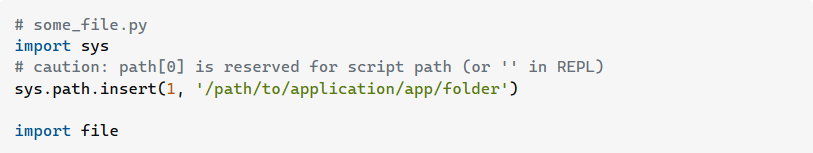 # some_file.py
import sys
# caution: path[0] is reserved for script path (or '' in REPL)
sys.path.insert(1, '/path/to/application/app/folder')
import file